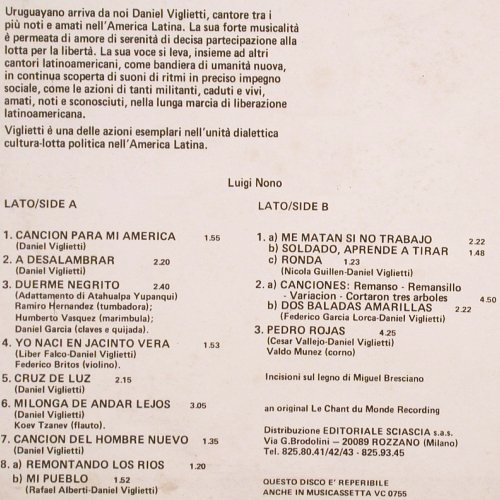 Uruguayano arriva da noi Daniel Viglietti, cantore tra i
più noti e amati nell'America Latina. La sua forte musicalità
è permeata di amore di serenità di decisa partecipazione alla
lotta per la libertà. La sua voce si leva, insieme ad altri
cantori latinoamericani, come bandiera di umanità nuova,
in continua scoperta di suoni di ritmi in preciso impegno
sociale, come le azioni di tanti militanti, caduti e vivi,
amati, noti e sconosciuti, nella lunga marcia di liberazione
latinoamericana.
Viglietti è una delle azioni esemplari nell'unità dialettica
cultura-lotta politica nell'America Latina.
Luigi Nono
LATO/SIDE A
1. CANCION PARA MI AMERICA 1.55
(Daniel Viglietti)
2. A DESALAMBRAR 2.20
(Daniel Viglietti)
3. DUERME NEGRITO 2.40
(Adattamento di Atahualpa Yupanqui)
Ramiro Hernandez (tumbadora);
Humberto Vasquez (marimbula);
Daniel Garcia (claves e quijada).
4. YO NACI EN JACINTO VERA 1.53
(Liber Falco-Daniel Viglietti)
Federico Britos (violino).
5. CRUZ DE LUZ 2.15
(Daniel Viglietti)
6. MILONGA DE ANDAR LEJOS 3.05
(Daniel Viglietti)
Koev Tzanev (flauto).
7. CANCION DEL HOMBRE NUEVO 1.35
(Daniel Viglietti)
8. a) REMONTANDO LOS RIOS 1.20
b) MI PUEBLO 1.52
(Rafael Alberti-Daniel Viglietti)
LATO/SIDE B
1. a) ME MATAN SI NO TRABAJO 2.22
b) SOLDADO, APRENDE A TIRAR 1.48
c) RONDA 1.23
(Nicola Guillen-Daniel Viglietti)
2. a) CANCIONES: Remanso - Remansillo
- Variacion - Cortaron tres arboles 4.50
b) DOS BALADAS AMARILLAS 2.22
(Federico Garcia Lorca-Daniel Viglietti)
3. PEDRO ROJAS 4.25
(Cesar Vallejo-Daniel Viglietti)
Valdo Munez (corno)
Incisioni sul legno di Miguel Bresciano
an original Le Chant du Monde Recording
Distribuzione EDITORIALE SCIASCIA s.a.s.
Via G.Brodolini - 20089 ROZZANO (Milano)
Tel. 825.80.41/42/43 - 825.93.45
QUESTO DISCO E' REPERIBILE
ANCHE IN MUSICASSETTA VC 0755